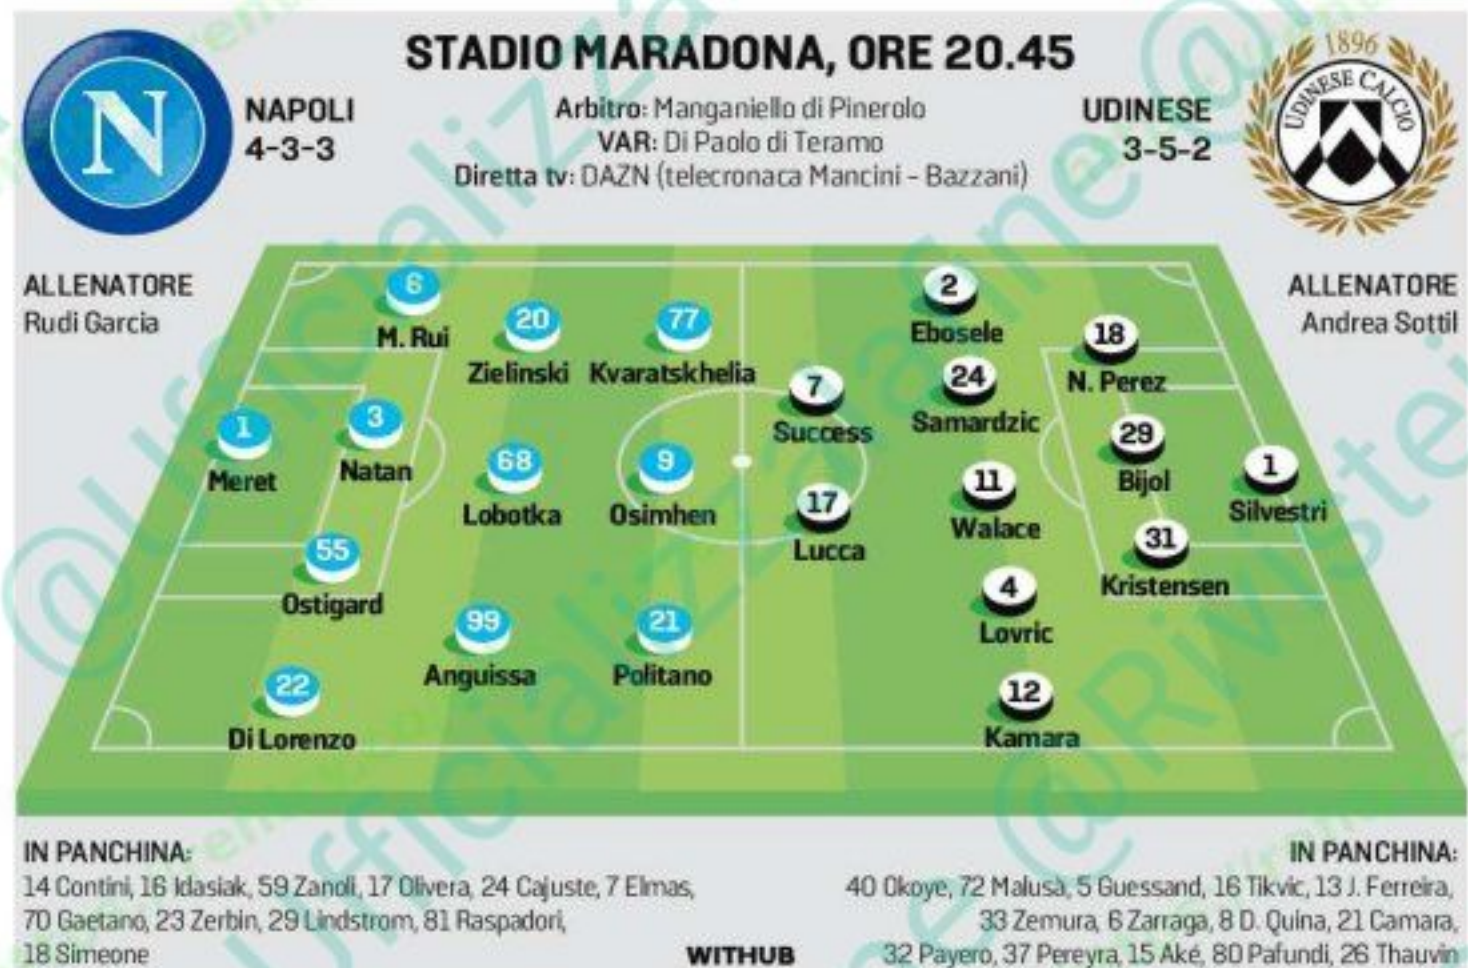 STADIO MARADONA, ORE 20.45
NAPOLI
4-3-3
Arbitro: Manganiello di Pinerolo
VAR: Di Paolo di Teramo
Diretta tv: DAZN (telecronaca Mancini - Bazzani)
UDINESE
3-5-2
N
1896
UDINESE CALCIO
ALLENATORE
Rudi Garcia
ALLENATORE
Andrea Sottil
6
M. Rui
20
Zielinski
77
Kvaratskhelia
1
Meret
3
Natan
68
Lobotka
9
Osimhen
55
Ostigard
99
Anguissa
21
Politano
22
Di Lorenzo
2
Ebosele
18
N. Perez
7
Success
24
Samardzic
29
Bijol
1
Silvestri
17
Lucca
11
Walace
31
Kristensen
4
Lovric
12
Kamara
IN PANCHINA:
14 Contini, 16 Idasiak, 59 Zanoli, 17 Olivera, 24 Cajuste, 7 Elmas,
70 Gaetano, 23 Zerbin, 29 Lindstrom, 81 Raspadori,
18 Simeone
WITHUB
IN PANCHINA:
40 Okoye, 72 Malusà, 5 Guessand, 16 Tikvic, 13 J. Ferreira,
33 Zemura, 6 Zarraga, 8 D. Quina, 21 Camara,
32 Payero, 37 Pereyra, 15 Aké, 80 Pafundi, 26 Thauvin